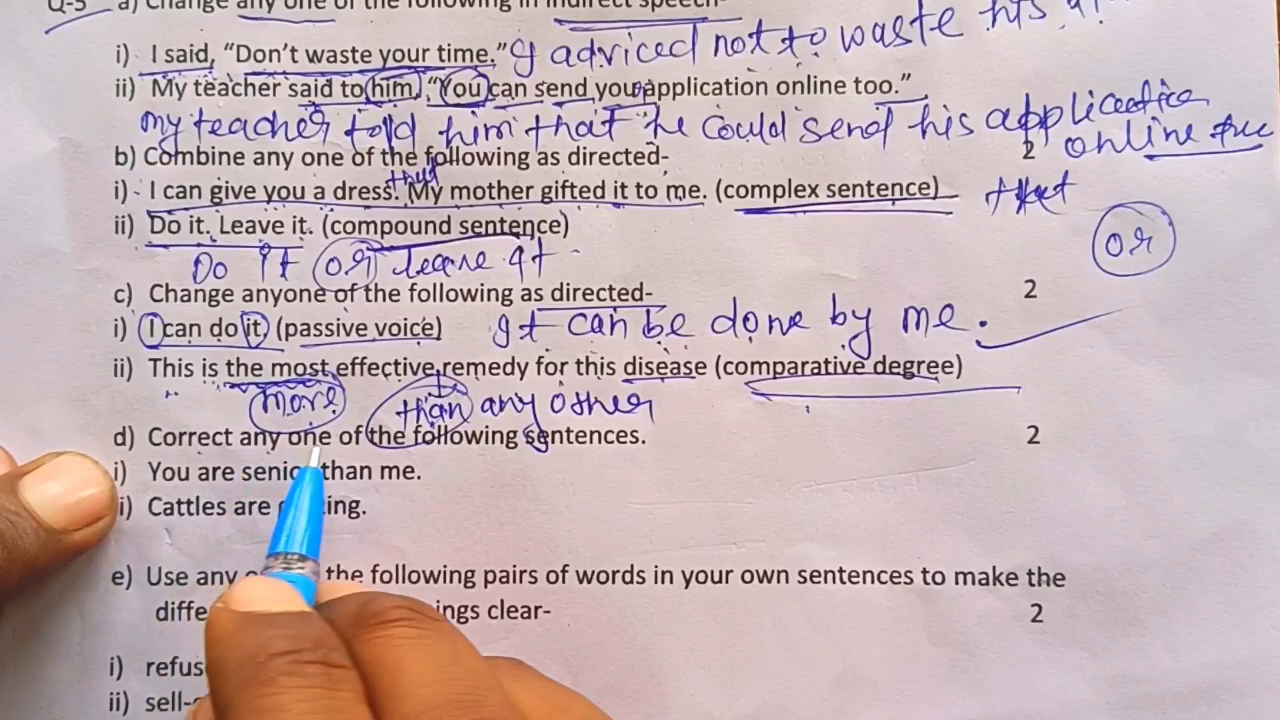 Q-5 a) Change any one of the following in indirect speech-
i) I said, “Don’t waste your time.” I adviced not to waste his
ii) My teacher said to him, “You can send your application online too.”
my teacher told him that he could send his application
online too
b) Combine any one of the following as directed- 2
that
i) I can give you a dress. My mother gifted it to me. (complex sentence) that
ii) Do it. Leave it. (compound sentence) or
Do it or leave it
c) Change anyone of the following as directed- 2
i) I can do it (passive voice) It can be done by me.
ii) This is the most effective remedy for this disease (comparative degree)
more than any other
d) Correct any one of the following sentences. 2
i) You are senior than me.
i) Cattles are ing.
e) Use any the following pairs of words in your own sentences to make the
diffe ings clear- 2
i) refus
ii) sell-